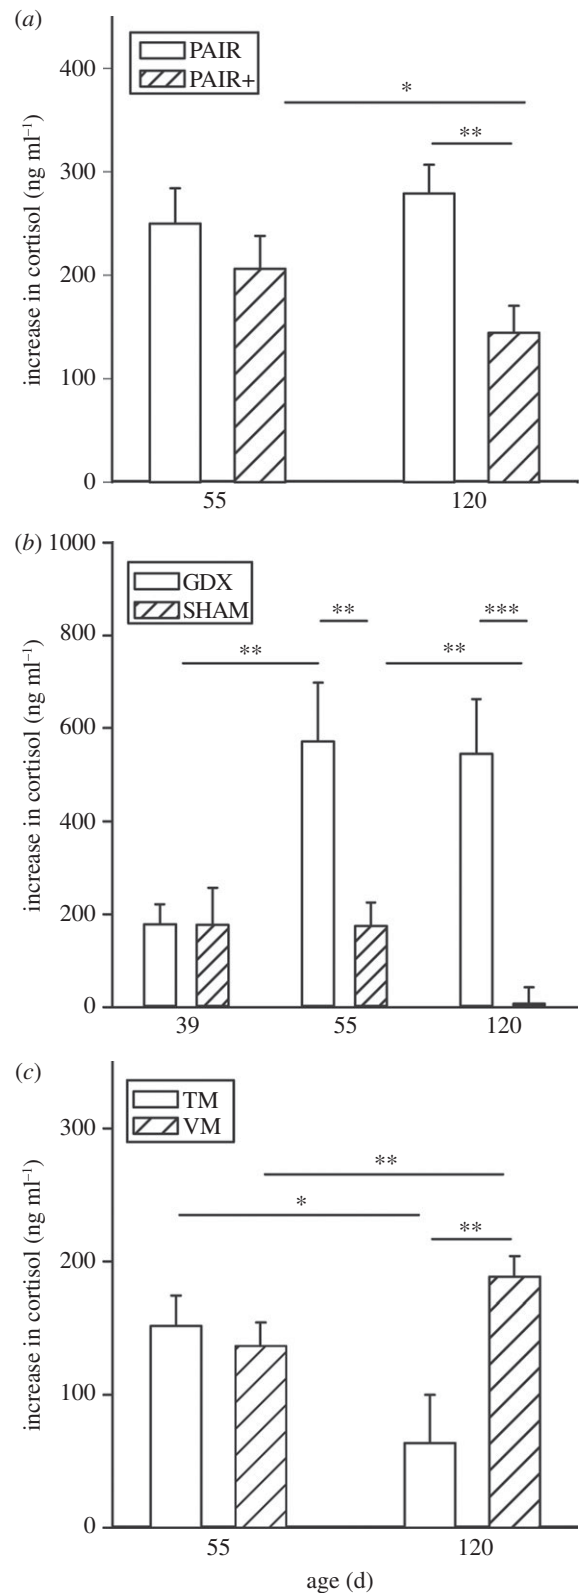 (a)
PAIR
PAIR+
increase in cortisol (ng ml⁻¹)
400
300
200
100
0
*
**
55 120
(b)
GDX
SHAM
increase in cortisol (ng ml⁻¹)
1000
800
600
400
200
0
** ***
** **
39 55 120
(c)
TM
VM
increase in cortisol (ng ml⁻¹)
300
200
100
0
**
*
**
55 120
age (d)